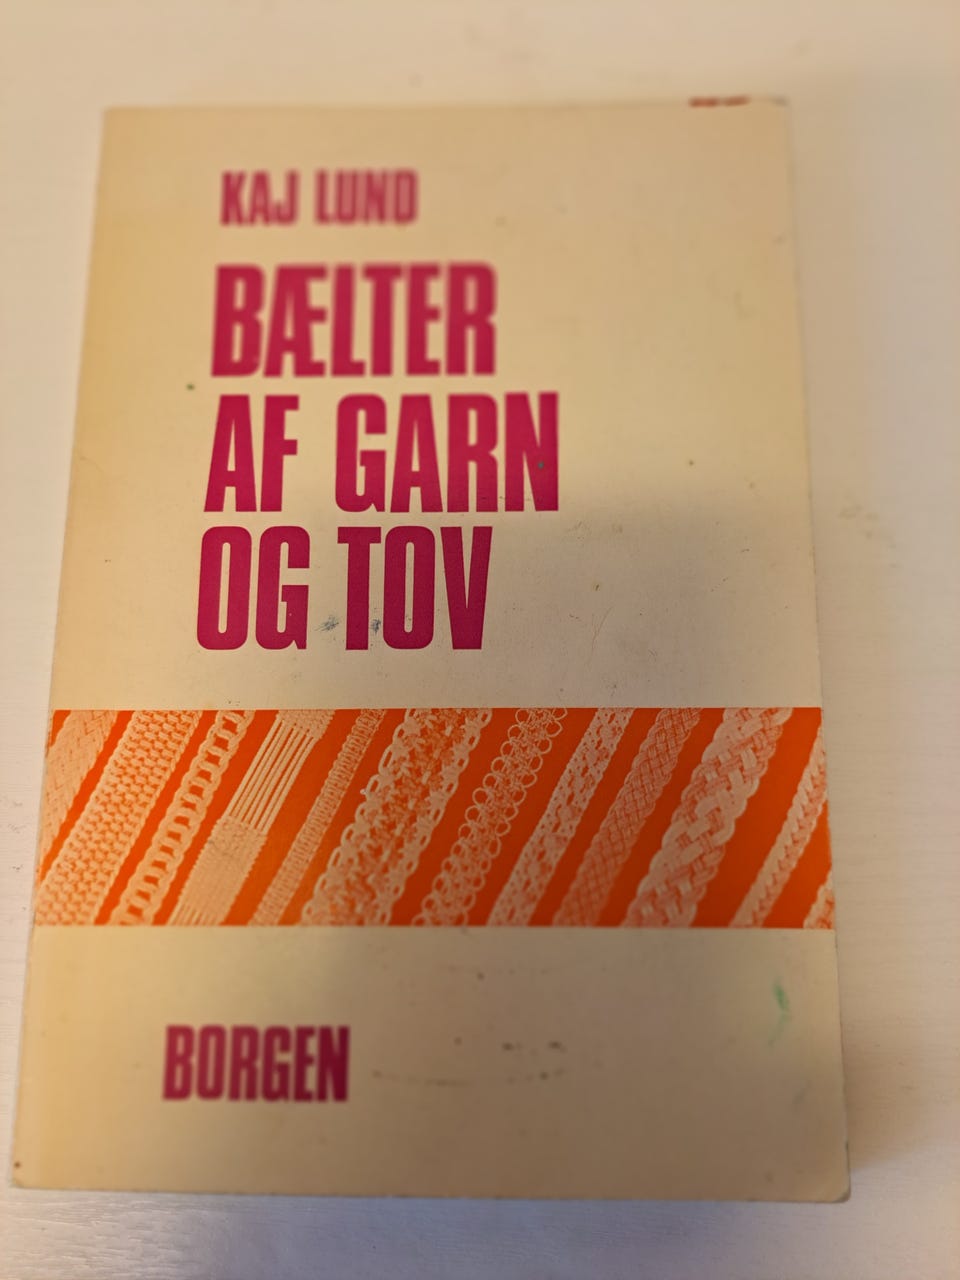 KAJ LUND
BÆLTER
AF GARN
OG TOV
BORGEN